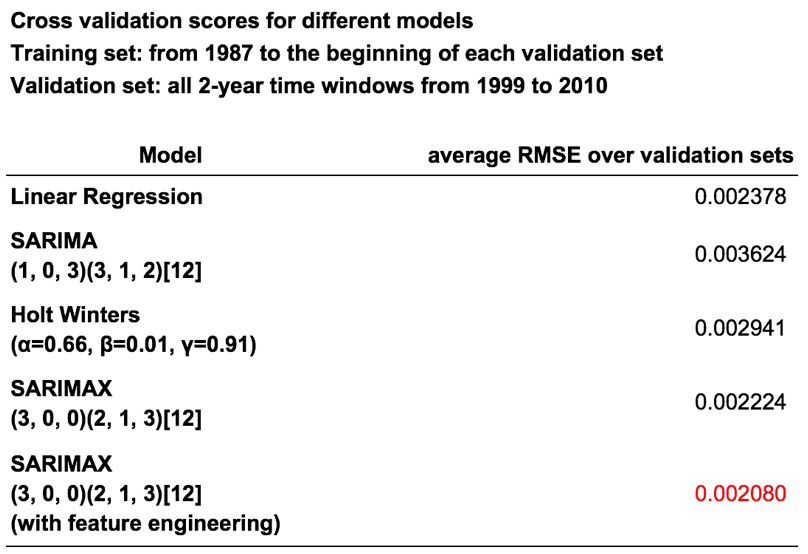 Cross validation scores for different models
Training set: from 1987 to the beginning of each validation set
Validation set: all 2-year time windows from 1999 to 2010
Model average RMSE over validation sets
Linear Regression 0.002378
SARIMA
(1, 0, 3)(3, 1, 2)[12] 0.003624
Holt Winters
(α=0.66, β=0.01, γ=0.91) 0.002941
SARIMAX
(3, 0, 0)(2, 1, 3)[12] 0.002224
SARIMAX
(3, 0, 0)(2, 1, 3)[12] 0.002080
(with feature engineering)